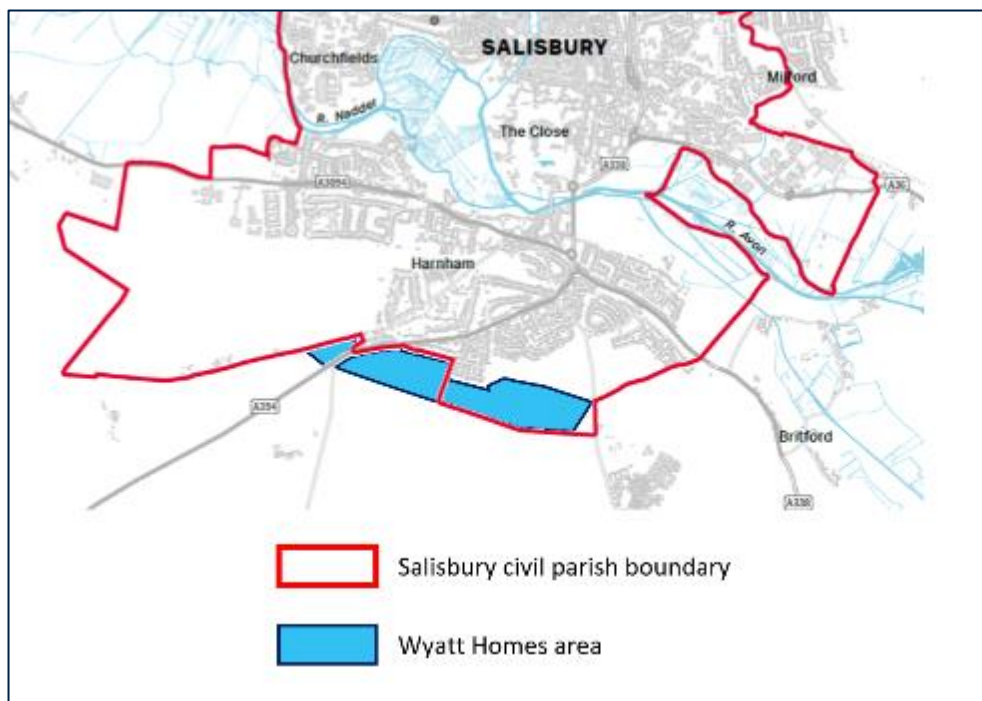 SALISBURY
Churchfields
Milford
R. Nadder
The Close
A338
A36
A3094
R. Avon
Harnham
A354
Britford
A338
Salisbury civil parish boundary
Wyatt Homes area